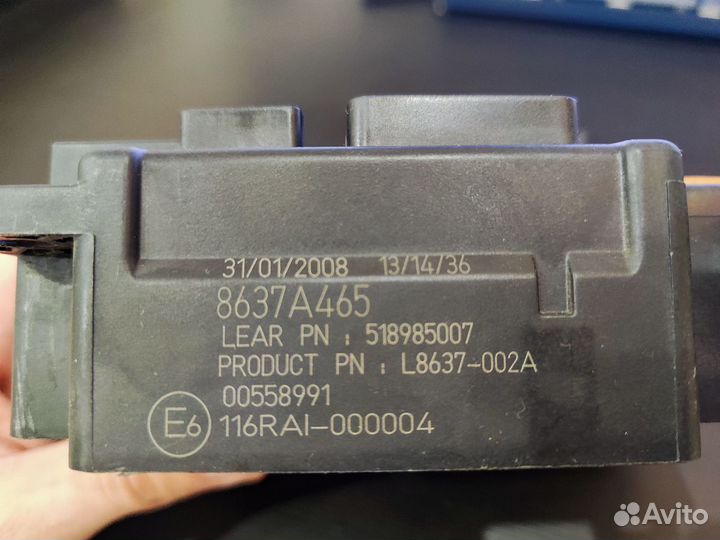 31/01/2008 13/14/36
8637A465
LEAR PN : 518985007
PRODUCT PN : L8637-002A
00558991
E6 116RAI-000004
Avito